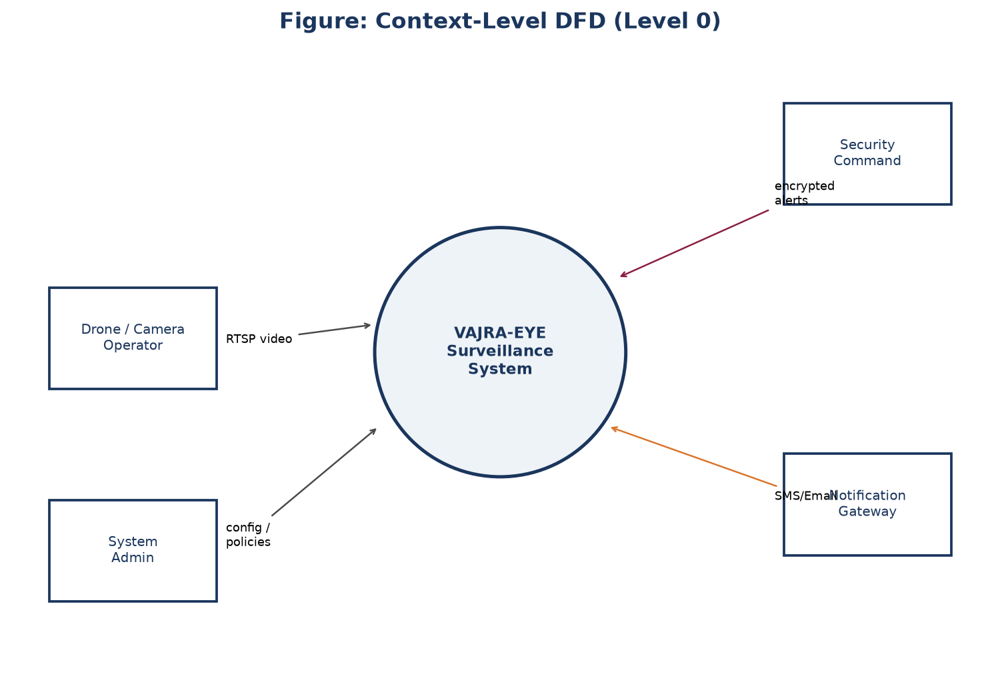 Figure: Context-Level DFD (Level 0)
Security
Command
encrypted
alerts
Drone / Camera
Operator
RTSP video
VAJRA-EYE
Surveillance
System
SMS/Email
Notification
Gateway
config /
policies
System
Admin